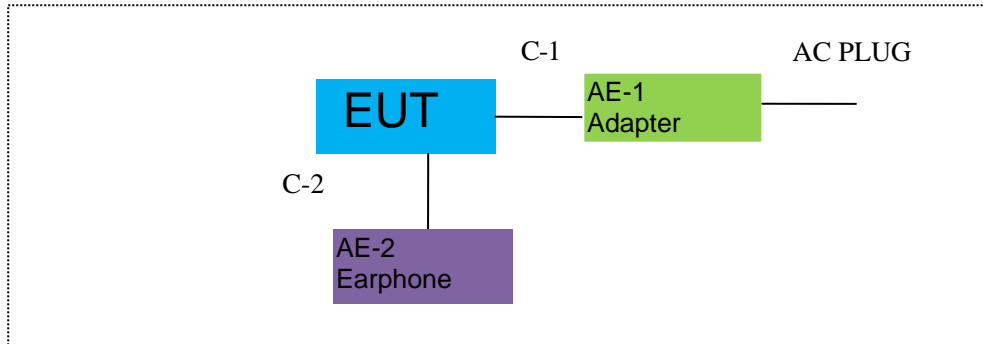 C-1
AC PLUG
EUT
AE-1
Adapter
C-2
AE-2
Earphone